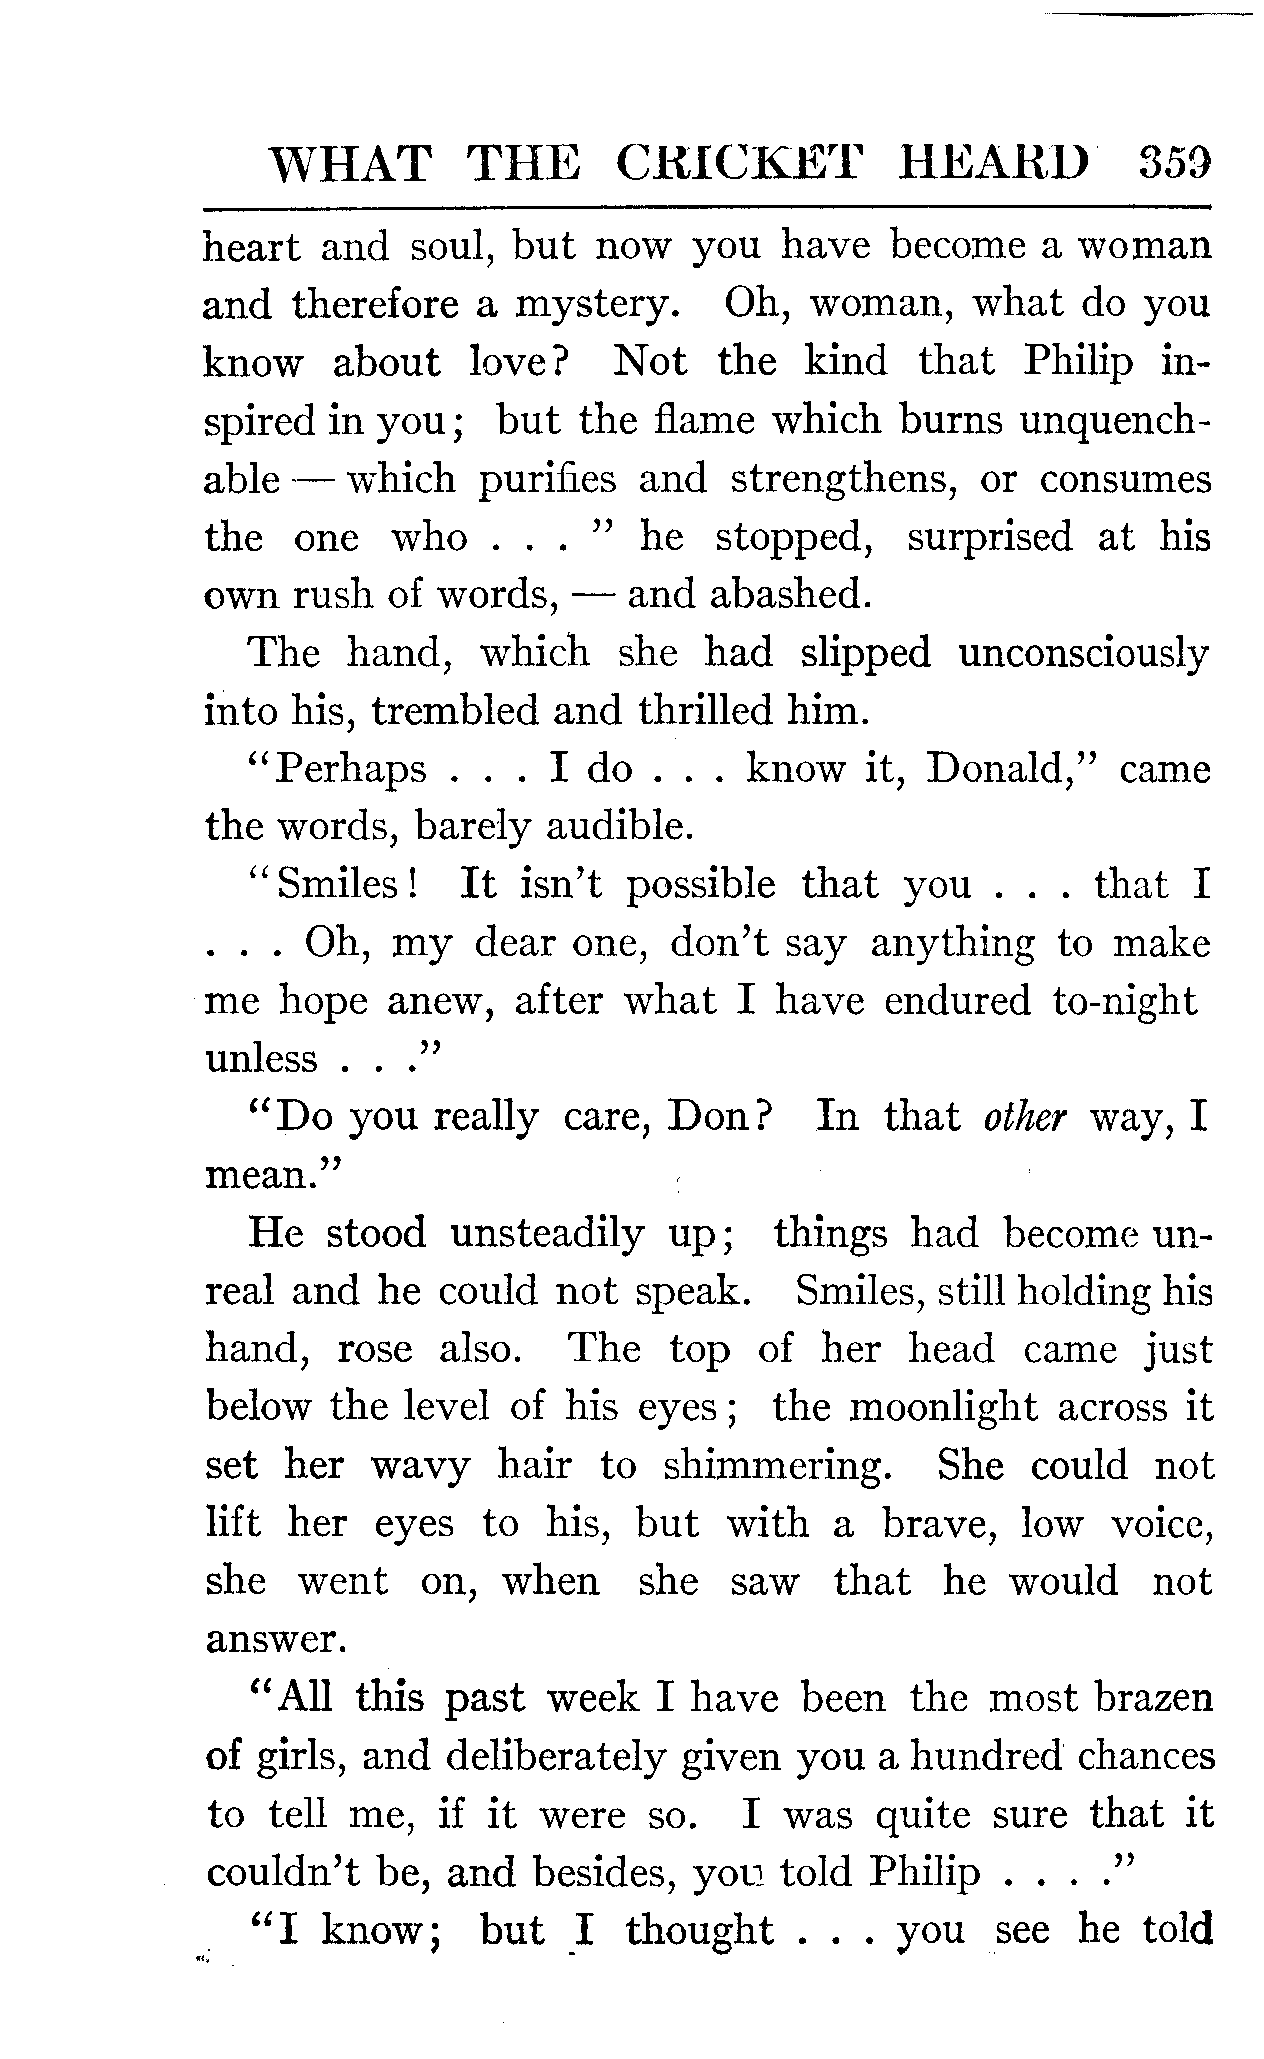 WHAT THE CRICKET HEARD 359
heart and soul, but now you have become a woman
and therefore a mystery. Oh, woman, what do you
know about love? Not the kind that Philip in-
spired in you; but the flame which burns unquench-
able — which purifies and strengthens, or consumes
the one who . . . " he stopped, surprised at his
own rush of words, — and abashed.
The hand, which she had slipped unconsciously
into his, trembled and thrilled him.
"Perhaps . . . I do . . . know it, Donald," came
the words, barely audible.
"Smiles! It isn't possible that you . . . that I
. . . Oh, my dear one, don't say anything to make
me hope anew, after what I have endured to-night
unless . . ."
"Do you really care, Don? In that other way, I
mean."
He stood unsteadily up; things had become un-
real and he could not speak. Smiles, still holding his
hand, rose also. The top of her head came just
below the level of his eyes; the moonlight across it
set her wavy hair to shimmering. She could not
lift her eyes to his, but with a brave, low voice,
she went on, when she saw that he would not
answer.
"All this past week I have been the most brazen
of girls, and deliberately given you a hundred chances
to tell me, if it were so. I was quite sure that it
couldn't be, and besides, you told Philip . . . ."
"I know; but I thought . . . you see he told